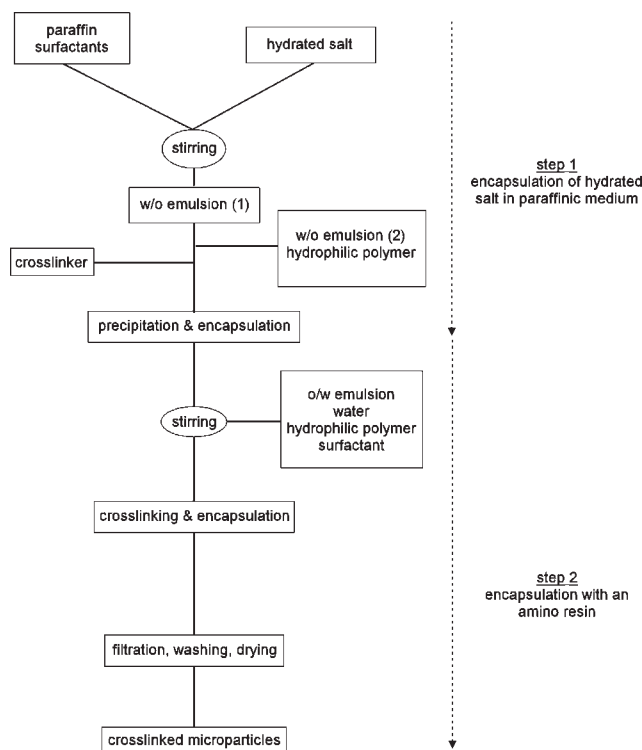 paraffin
surfactants
hydrated salt
stirring
step 1
encapsulation of hydrated
salt in paraffinic medium
w/o emulsion (1)
w/o emulsion (2)
hydrophilic polymer
crosslinker
precipitation & encapsulation
o/w emulsion
water
hydrophilic polymer
surfactant
stirring
crosslinking & encapsulation
step 2
encapsulation with an
amino resin
filtration, washing, drying
crosslinked microparticles